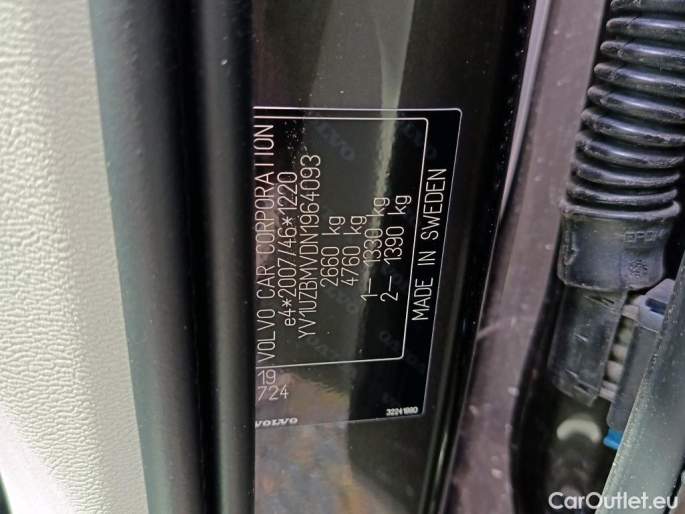 VOLVO CAR CORPORATION
e4*2007/46*1220
YV1UZBMVDN1964093
2660 kg
4760 kg
1– 1330 kg
2– 1390 kg
MADE IN SWEDEN
19
724
VOLVO
32241880
CarOutlet.eu